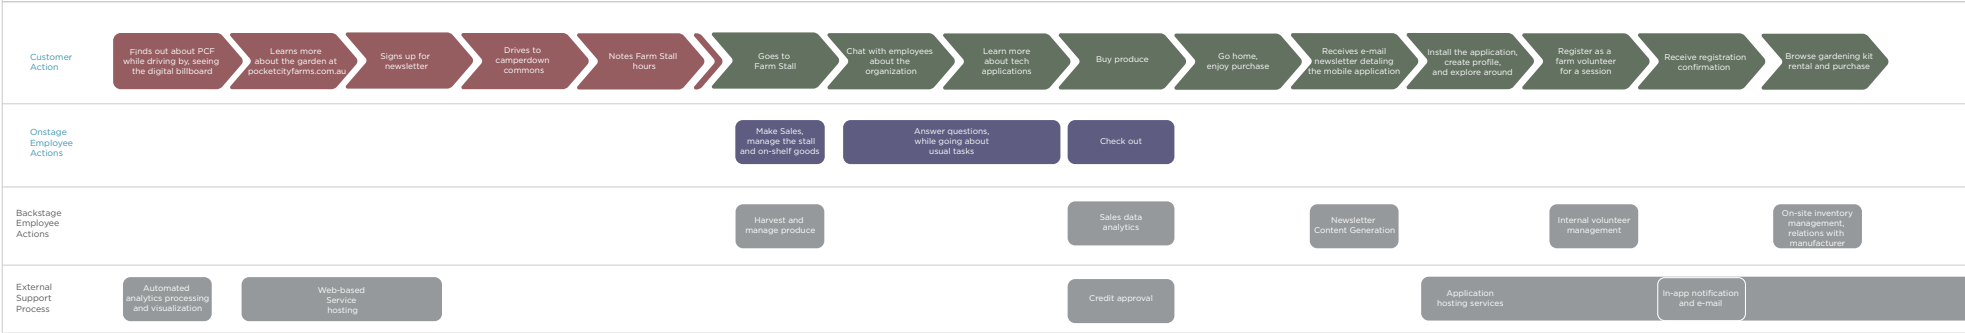 Customer
Action
Finds out about PCF
while driving by, seeing
the digital billboard
Learns more
about the garden at
pocketcityfarms.com.au
Signs up for
newsletter
Drives to
camperdown
commons
Notes Farm Stall
hours
Goes to
Farm Stall
Chat with employees
about the
organization
Learn more
about tech
applications
Buy produce
Go home,
enjoy purchase
Receives e-mail
newsletter detaling
the mobile application
Install the application,
create profile,
and explore around
Register as a
farm volunteer
for a session
Receive registration
confirmation
Browse gardening kit
rental and purchase
Onstage
Employee
Actions
Make Sales,
manage the stall
and on-shelf goods
Answer questions,
while going about
usual tasks
Check out
Backstage
Employee
Actions
Harvest and
manage produce
Sales data
analytics
Newsletter
Content Generation
Internal volunteer
management
On-site inventory
management,
relations with
manufacturer
External
Support
Process
Automated
analytics processing
and visualization
Web-based
Service
hosting
Credit approval
Application
hosting services
In-app notification
and e-mail